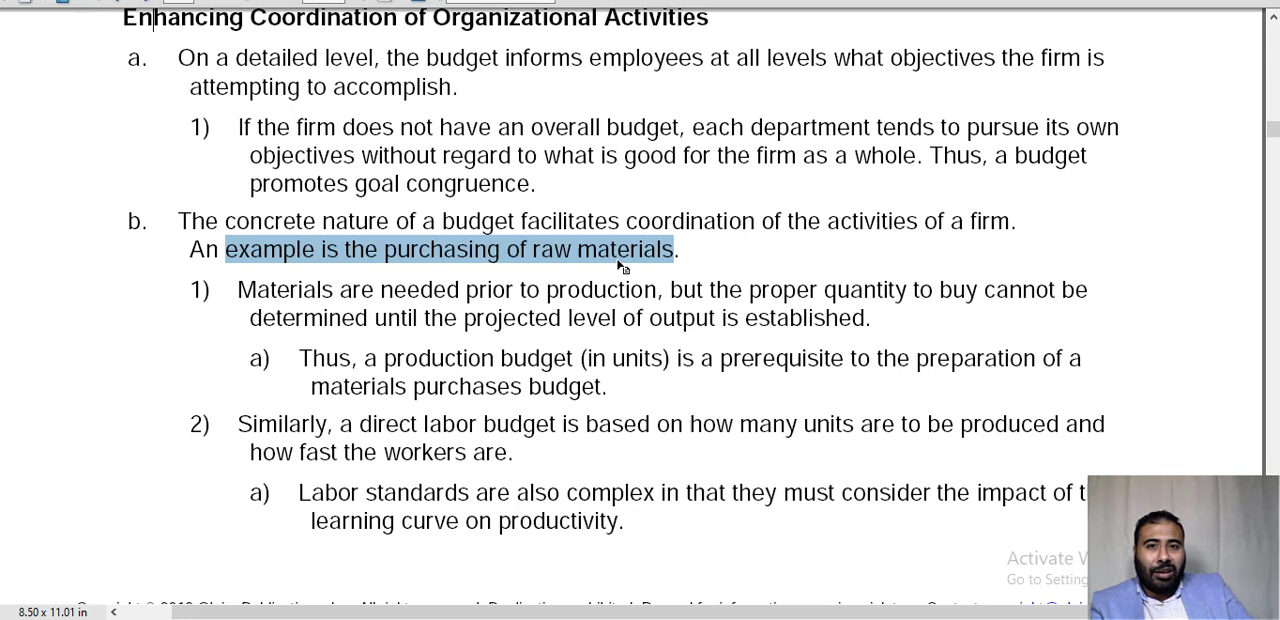 Enhancing Coordination of Organizational Activities
a. On a detailed level, the budget informs employees at all levels what objectives the firm is
attempting to accomplish.
1) If the firm does not have an overall budget, each department tends to pursue its own
objectives without regard to what is good for the firm as a whole. Thus, a budget
promotes goal congruence.
b. The concrete nature of a budget facilitates coordination of the activities of a firm.
An example is the purchasing of raw materials.
1) Materials are needed prior to production, but the proper quantity to buy cannot be
determined until the projected level of output is established.
a) Thus, a production budget (in units) is a prerequisite to the preparation of a
materials purchases budget.
2) Similarly, a direct labor budget is based on how many units are to be produced and
how fast the workers are.
a) Labor standards are also complex in that they must consider the impact of
learning curve on productivity.
Activate
Go to Setting
8.50 x 11.01 in